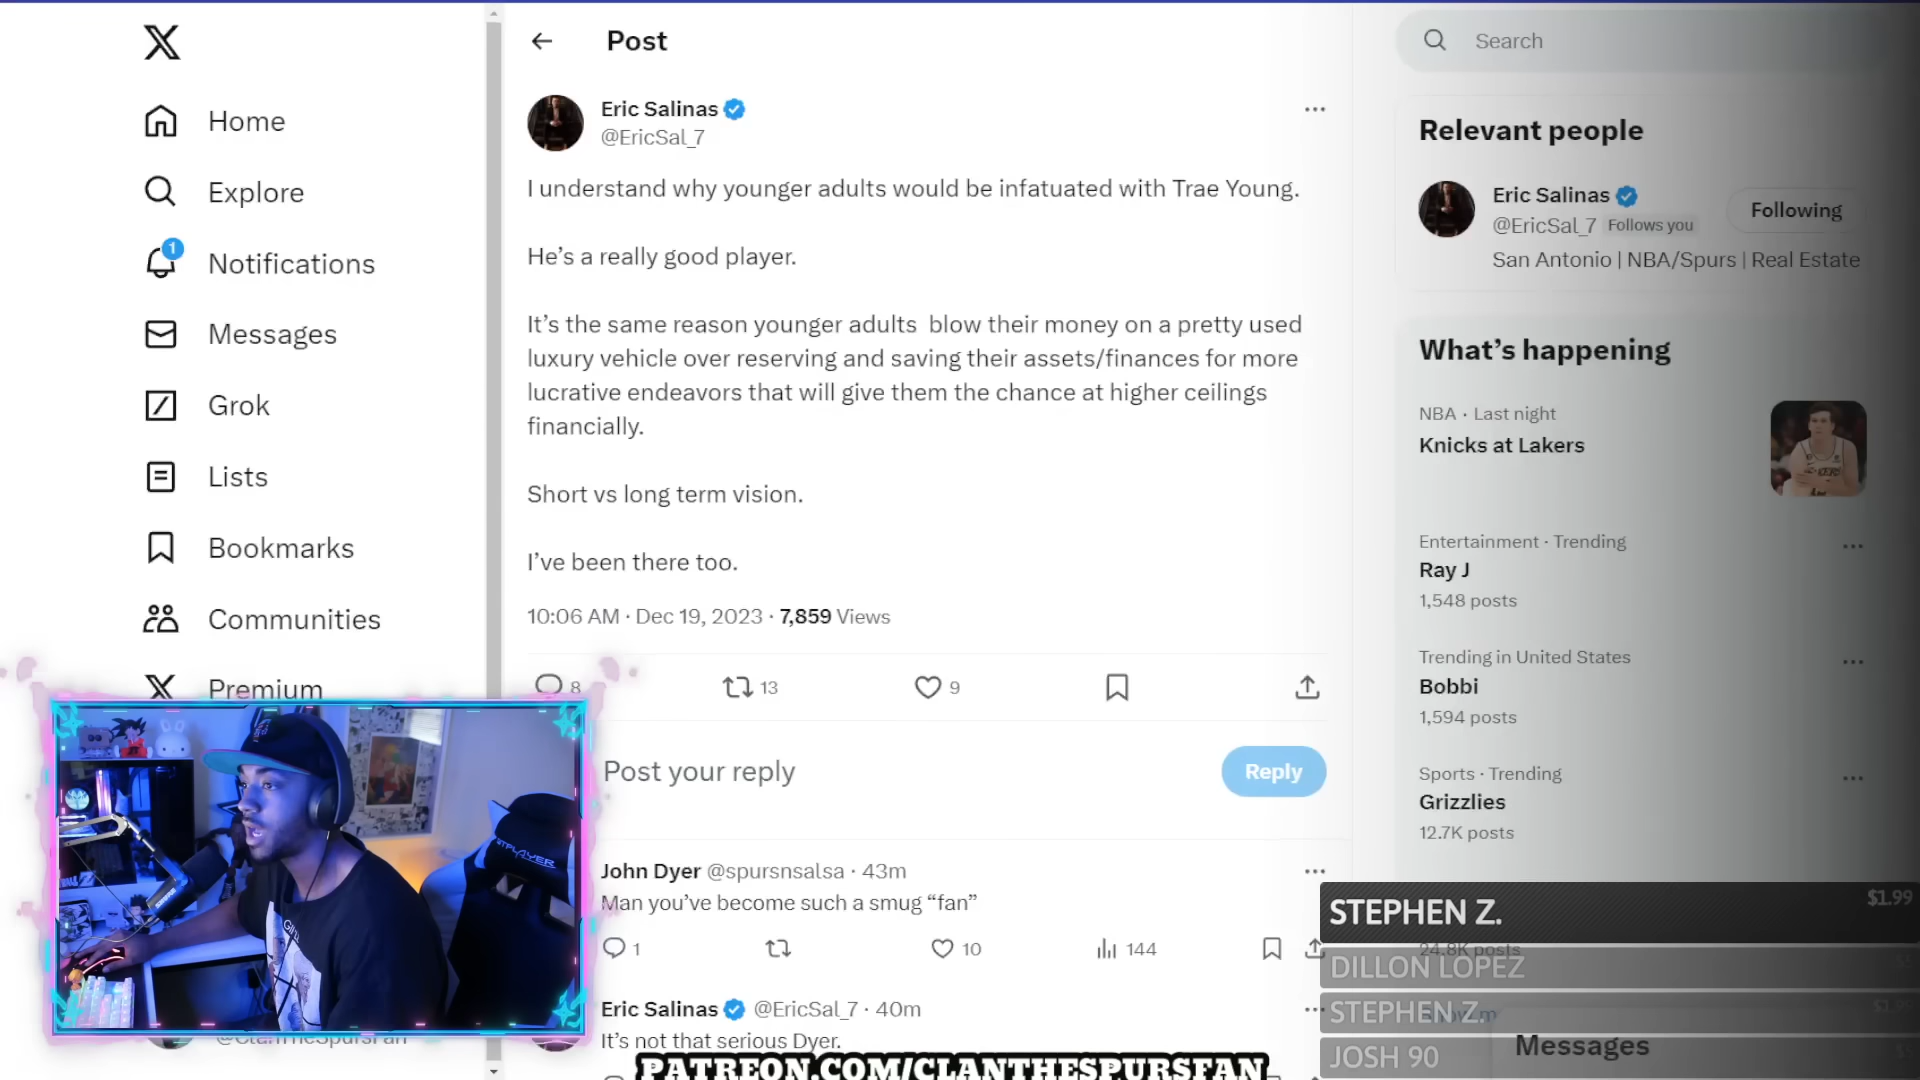 Home
Explore
1
Notifications
Messages
Grok
Lists
Bookmarks
Communities
Premium
@ClanTheSpursFan
Post
Eric Salinas
@EricSal_7
I understand why younger adults would be infatuated with Trae Young.
He’s a really good player.
It’s the same reason younger adults blow their money on a pretty used
luxury vehicle over reserving and saving their assets/finances for more
lucrative endeavors that will give them the chance at higher ceilings
financially.
Short vs long term vision.
I’ve been there too.
10:06 AM · Dec 19, 2023 · 7,859 Views
8
13
9
Post your reply
Reply
John Dyer @spursnsalsa · 43m
Man you’ve become such a smug “fan”
1
10
144
Eric Salinas @EricSal_7 · 40m
It’s not that serious Dyer.
PATREON.COM/CLANTHESPURSFAN
Search
Relevant people
Eric Salinas
@EricSal_7 Follows you
Following
San Antonio | NBA/Spurs | Real Estate
What’s happening
NBA · Last night
Knicks at Lakers
Entertainment · Trending
Ray J
1,548 posts
Trending in United States
Bobbi
1,594 posts
Sports · Trending
Grizzlies
12.7K posts
STEPHEN Z.
$1.99
24.8K posts
DILLON LOPEZ
STEPHEN Z.
JOSH 90
Messages